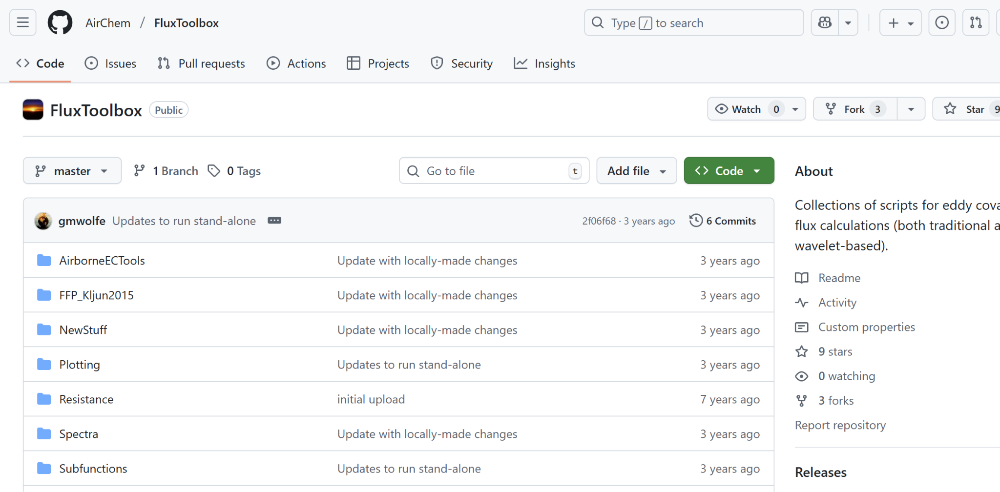 AirChem / FluxToolbox
Type / to search
Code Issues Pull requests Actions Projects Security Insights
FluxToolbox Public
Watch 0 Fork 3 Star 9
master 1 Branch 0 Tags
Go to file t Add file Code
gmwolfe Updates to run stand-alone 2f06f68 · 3 years ago 6 Commits
AirborneECTools Update with locally-made changes 3 years ago
FFP_Kljun2015 Update with locally-made changes 3 years ago
NewStuff Update with locally-made changes 3 years ago
Plotting Updates to run stand-alone 3 years ago
Resistance initial upload 7 years ago
Spectra Update with locally-made changes 3 years ago
Subfunctions Updates to run stand-alone 3 years ago
About
Collections of scripts for eddy
flux calculations (both traditional
wavelet-based).
Readme
Activity
Custom properties
9 stars
0 watching
3 forks
Report repository
Releases